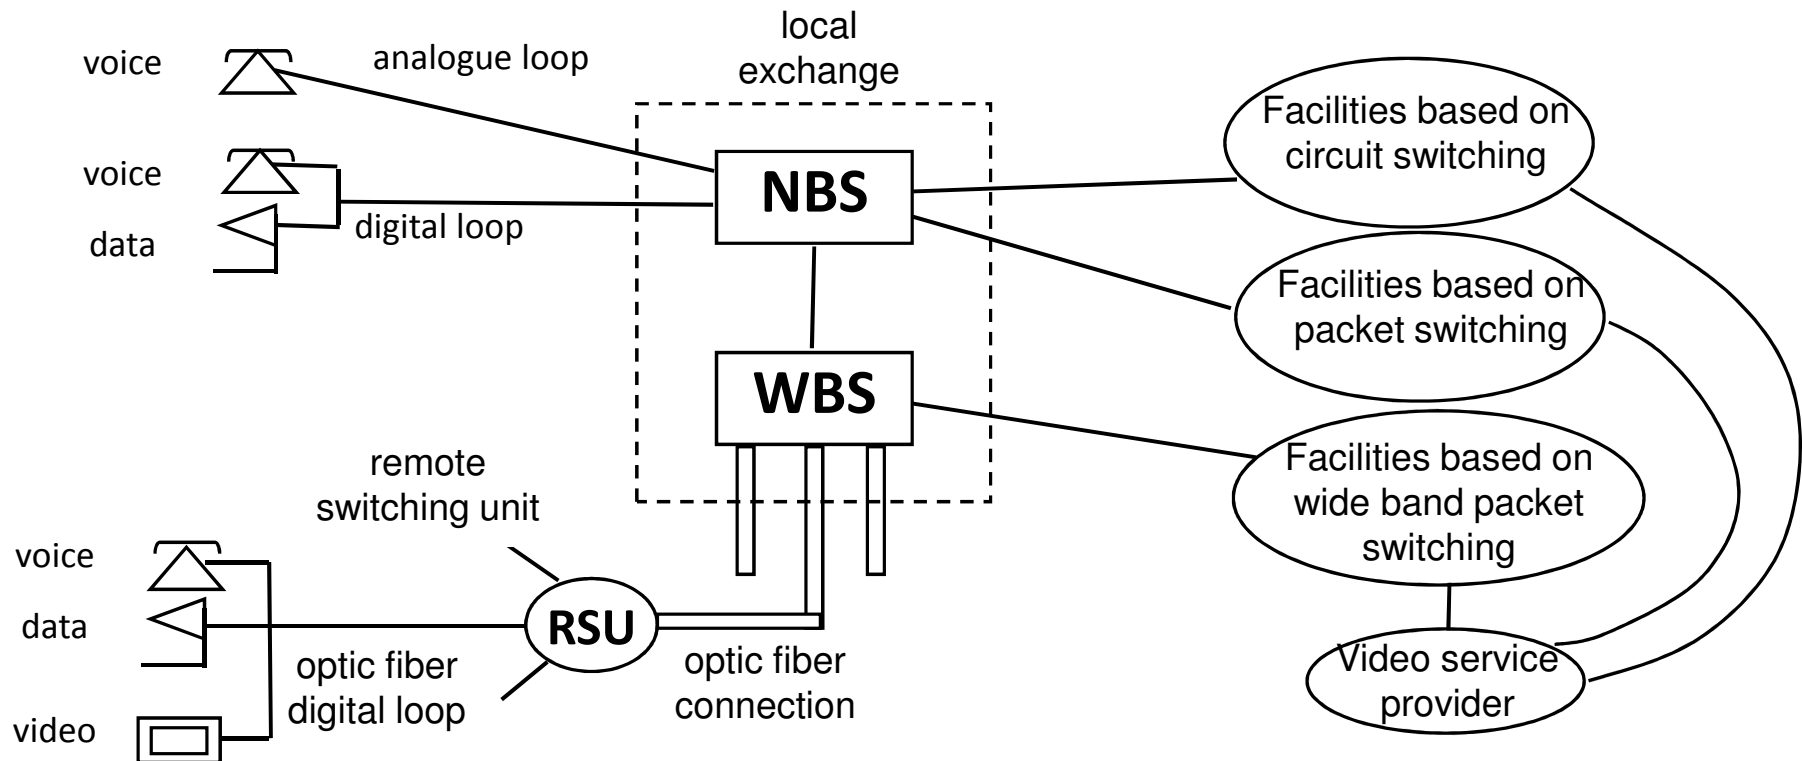 voice
analogue loop
local
exchange
voice
data
digital loop
NBS
WBS
Facilities based on
circuit switching
Facilities based on
packet switching
Facilities based on
wide band packet
switching
Video service
provider
remote
switching unit
voice
data
video
optic fiber
digital loop
RSU
optic fiber
connection